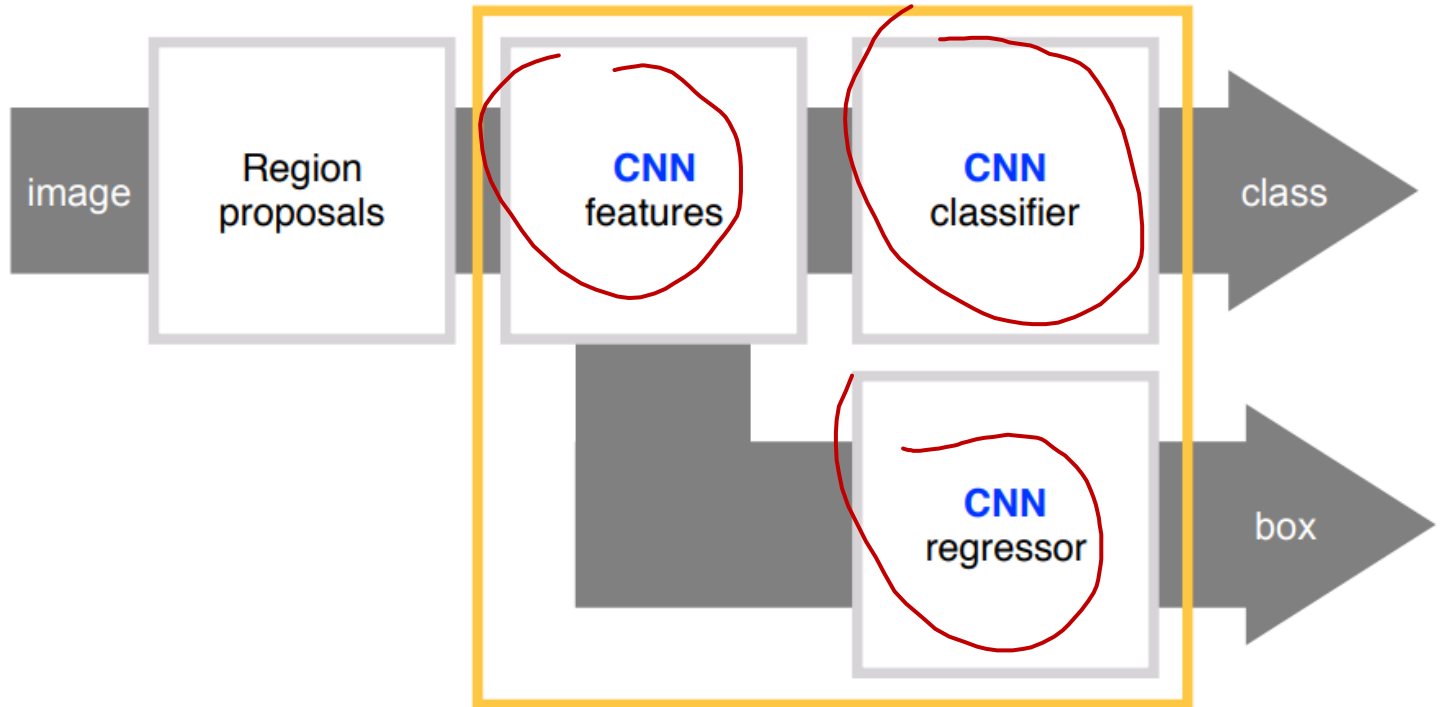 image
Region
proposals
CNN
features
CNN
classifier
class
CNN
regressor
box